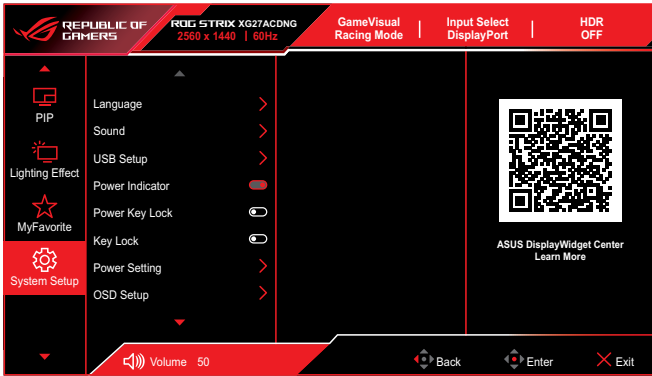 REPUBLIC OF
GAMERS
ROG STRIX XG27ACDNG
2560 x 1440 | 60Hz
GameVisual
Racing Mode
Input Select
DisplayPort
HDR
OFF
PIP
Lighting Effect
MyFavorite
System Setup
Language
Sound
USB Setup
Power Indicator
Power Key Lock
Key Lock
Power Setting
OSD Setup
ASUS DisplayWidget Center
Learn More
Volume 50
Back
Enter
Exit